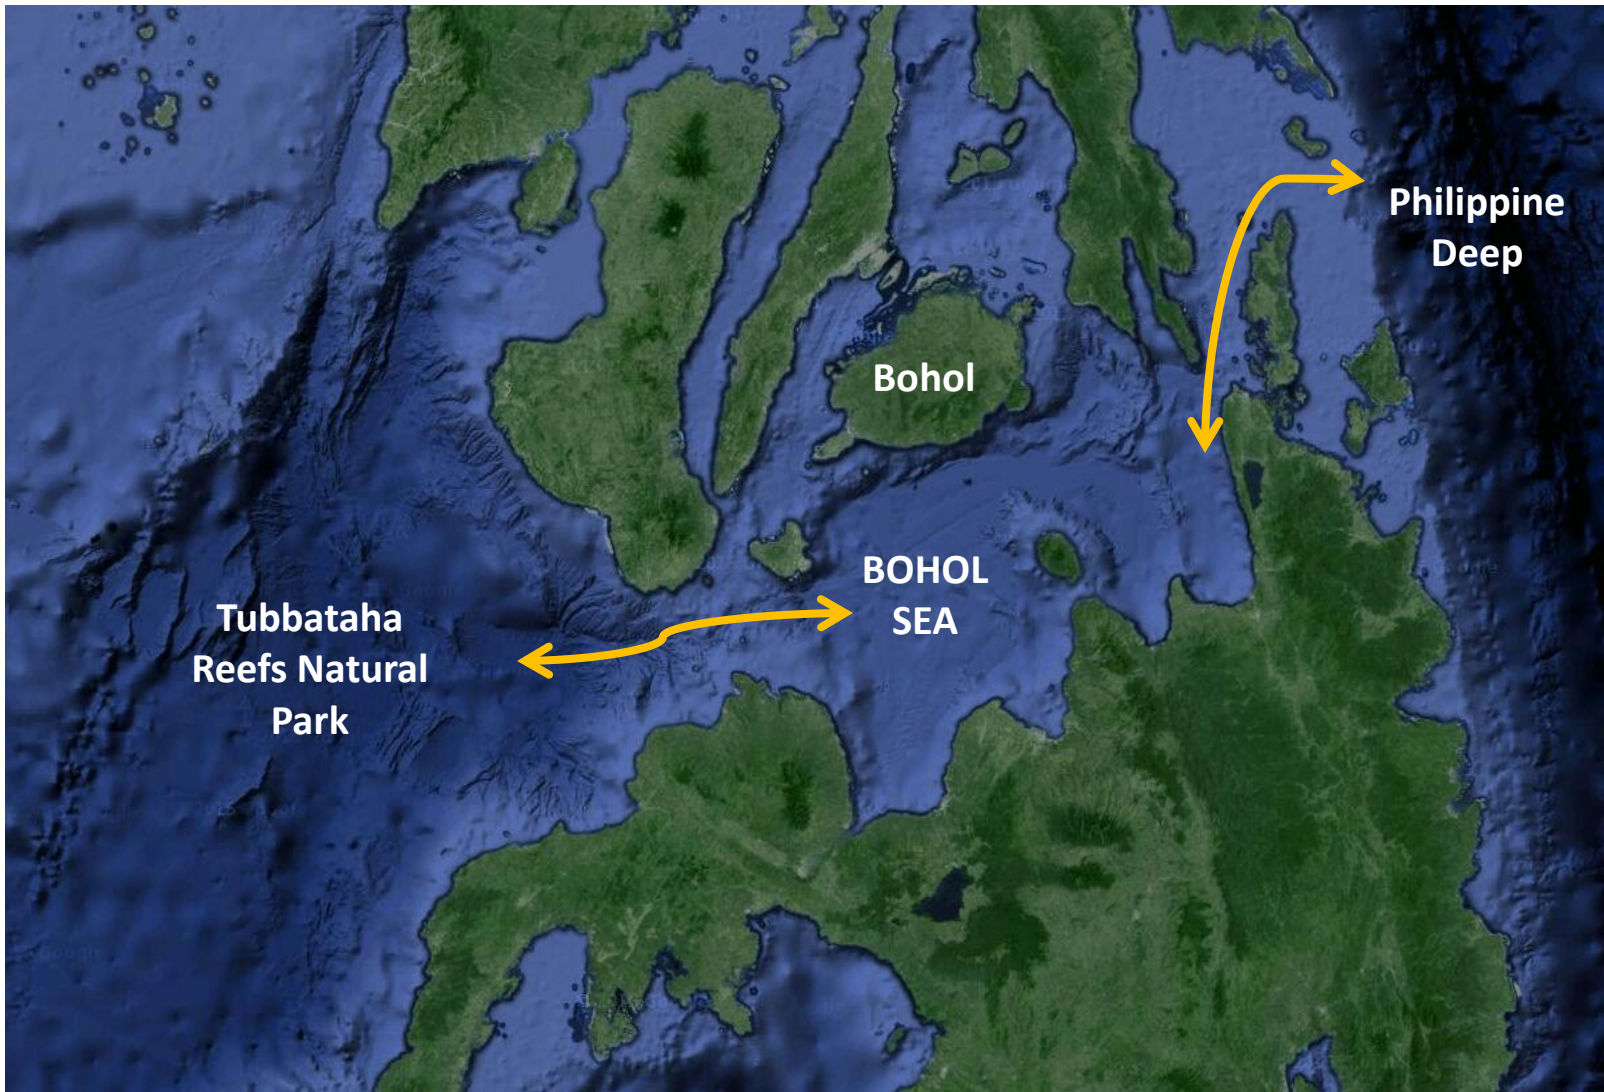 Philippine
Deep
Bohol
BOHOL
SEA
Tubbataha
Reefs Natural
Park